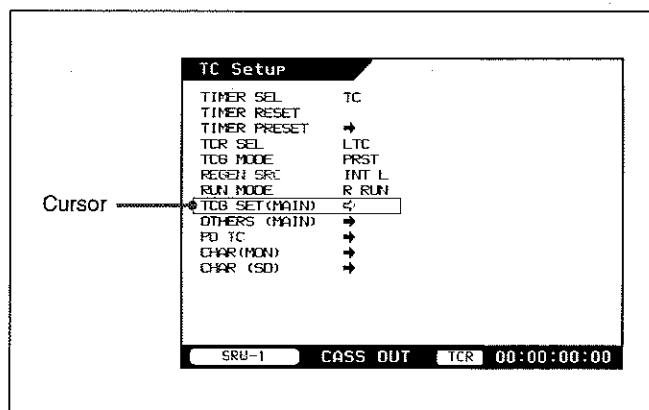 TC Setup
TIMER SEL TC
TIMER RESET
TIMER PRESET ➔
TCR SEL LTC
TCG MODE PRST
REGEN SRC INT L
RUN MODE R RUN
Cursor TCG SET(MAIN) ➪
OTHERS (MAIN) ➔
PD TC ➔
CHAR(MON) ➔
CHAR (SD) ➔
SRW-1 CASS OUT TCR 00:00:00:00